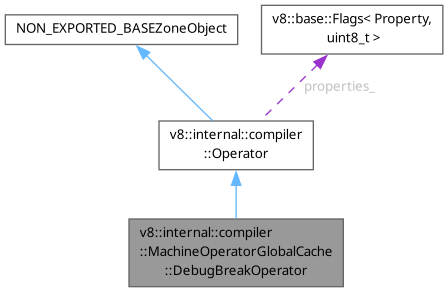 NON_EXPORTED_BASEZoneObject
v8::base::Flags< Property,
uint8_t >
properties_
v8::internal::compiler
::Operator
v8::internal::compiler
::MachineOperatorGlobalCache
::DebugBreakOperator